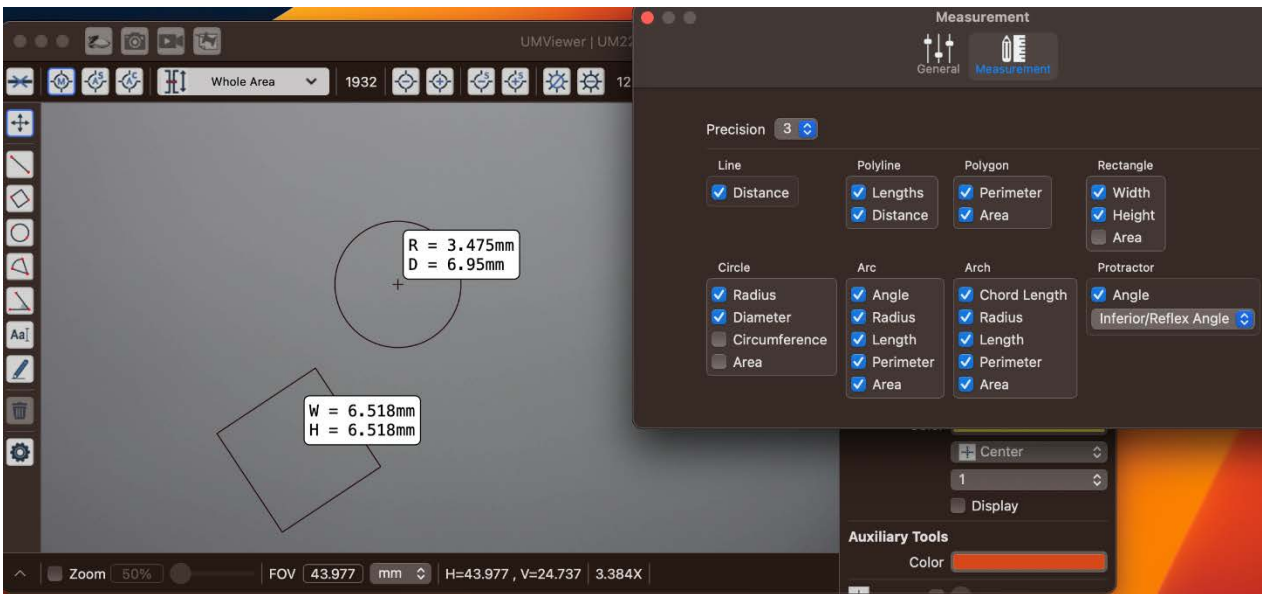 UMViewer | UM22
Whole Area
1932
12
Aa
R = 3.475mm
D = 6.95mm
W = 6.518mm
H = 6.518mm
Zoom 50% FOV 43.977 mm H=43.977 , V=24.737 3.384X
Measurement
General Measurement
Precision 3
Line Polyline Polygon Rectangle
Distance Lengths Perimeter Width
Distance Area Height
Area
Circle Arc Arch Protractor
Radius Angle Chord Length Angle
Diameter Radius Radius Inferior/Reflex Angle
Circumference Length Length
Area Perimeter Perimeter
Area Area
Center
1
Display
Auxiliary Tools
Color